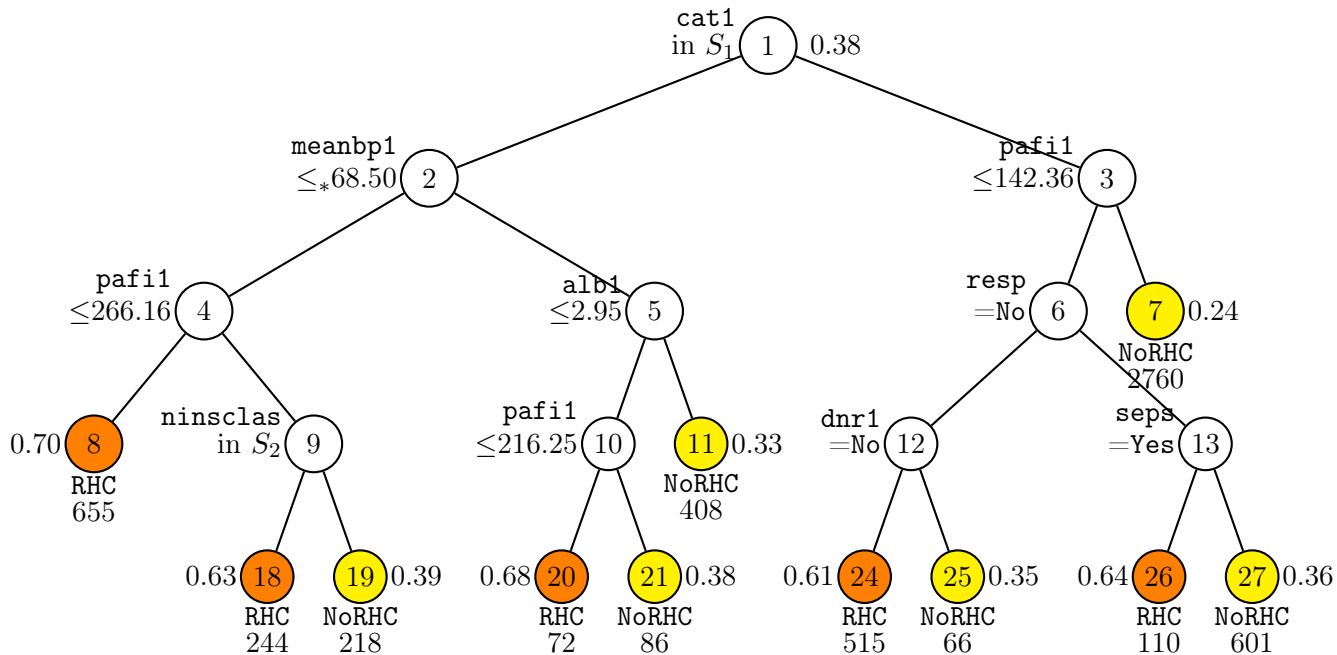 cat1
in S₁ 1 0.38
meanbp1 pafi1
≤*68.50 2 ≤142.36 3
pafi1 alb1 resp
≤266.16 4 ≤2.95 5 =No 6 7 0.24
NoRHC
2760
ninsclas pafi1 dnr1 seps
0.70 8 in S₂ 9 ≤216.25 10 11 0.33 =No 12 =Yes 13
RHC NoRHC
655 408
0.63 18 19 0.39 0.68 20 21 0.38 0.61 24 25 0.35 0.64 26 27 0.36
RHC NoRHC RHC NoRHC RHC NoRHC RHC NoRHC
244 218 72 86 515 66 110 601